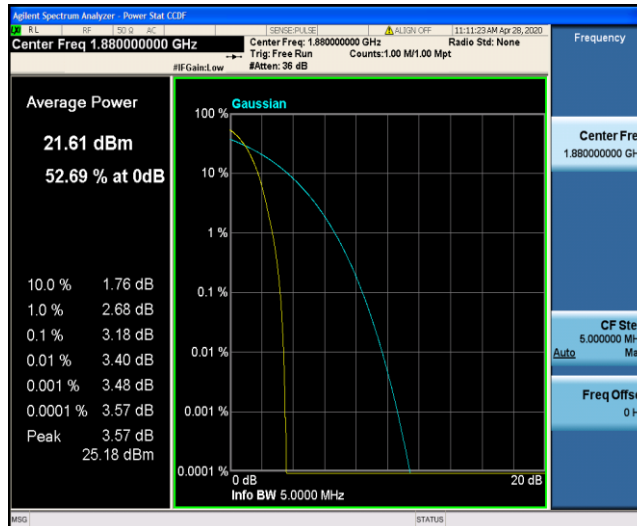 Agilent Spectrum Analyzer - Power Stat CCDF
RL RF 50 Ω AC SENSE:PULSE ALIGN OFF 11:11:23 AM Apr 28, 2020
Center Freq 1.880000000 GHz
Center Freq: 1.880000000 GHz Radio Std: None
Trig: Free Run Counts:1.00 M/1.00 Mpt
#IFGain:Low #Atten: 36 dB
Frequency
Average Power
21.61 dBm
52.69 % at 0dB
10.0 % 1.76 dB
1.0 % 2.68 dB
0.1 % 3.18 dB
0.01 % 3.40 dB
0.001 % 3.48 dB
0.0001 % 3.57 dB
Peak 3.57 dB
25.18 dBm
Gaussian
100 %
10 %
1 %
0.1 %
0.01 %
0.001 %
0.0001 %
0 dB 20 dB
Info BW 5.0000 MHz
Center Fre
1.880000000 GH
CF Ste
5.000000 MH
Auto Ma
Freq Offse
0 H
MSG STATUS